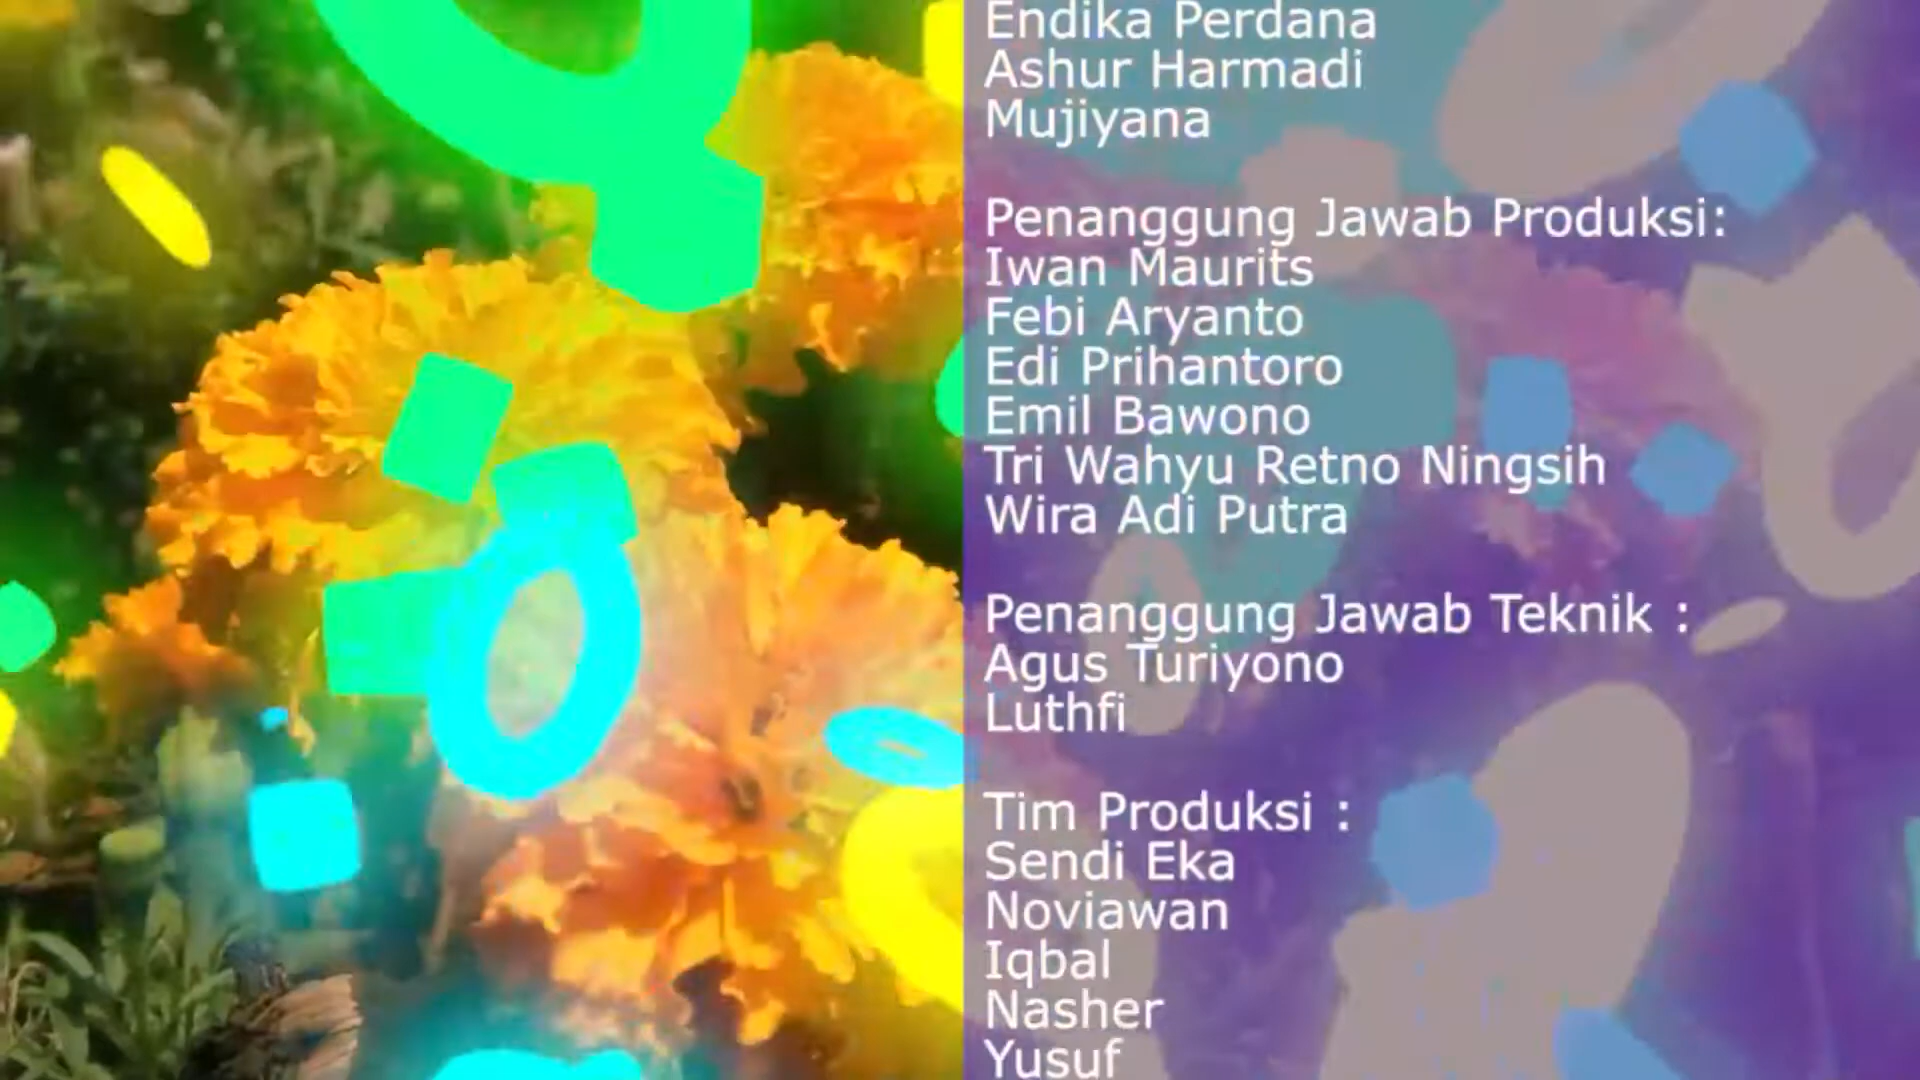 Endika Perdana
Ashur Harmadi
Mujiyana
Penanggung Jawab Produksi:
Iwan Maurits
Febi Aryanto
Edi Prihantoro
Emil Bawono
Tri Wahyu Retno Ningsih
Wira Adi Putra
Penanggung Jawab Teknik :
Agus Turiyono
Luthfi
Tim Produksi :
Sendi Eka
Noviawan
Iqbal
Nasher
Yusuf